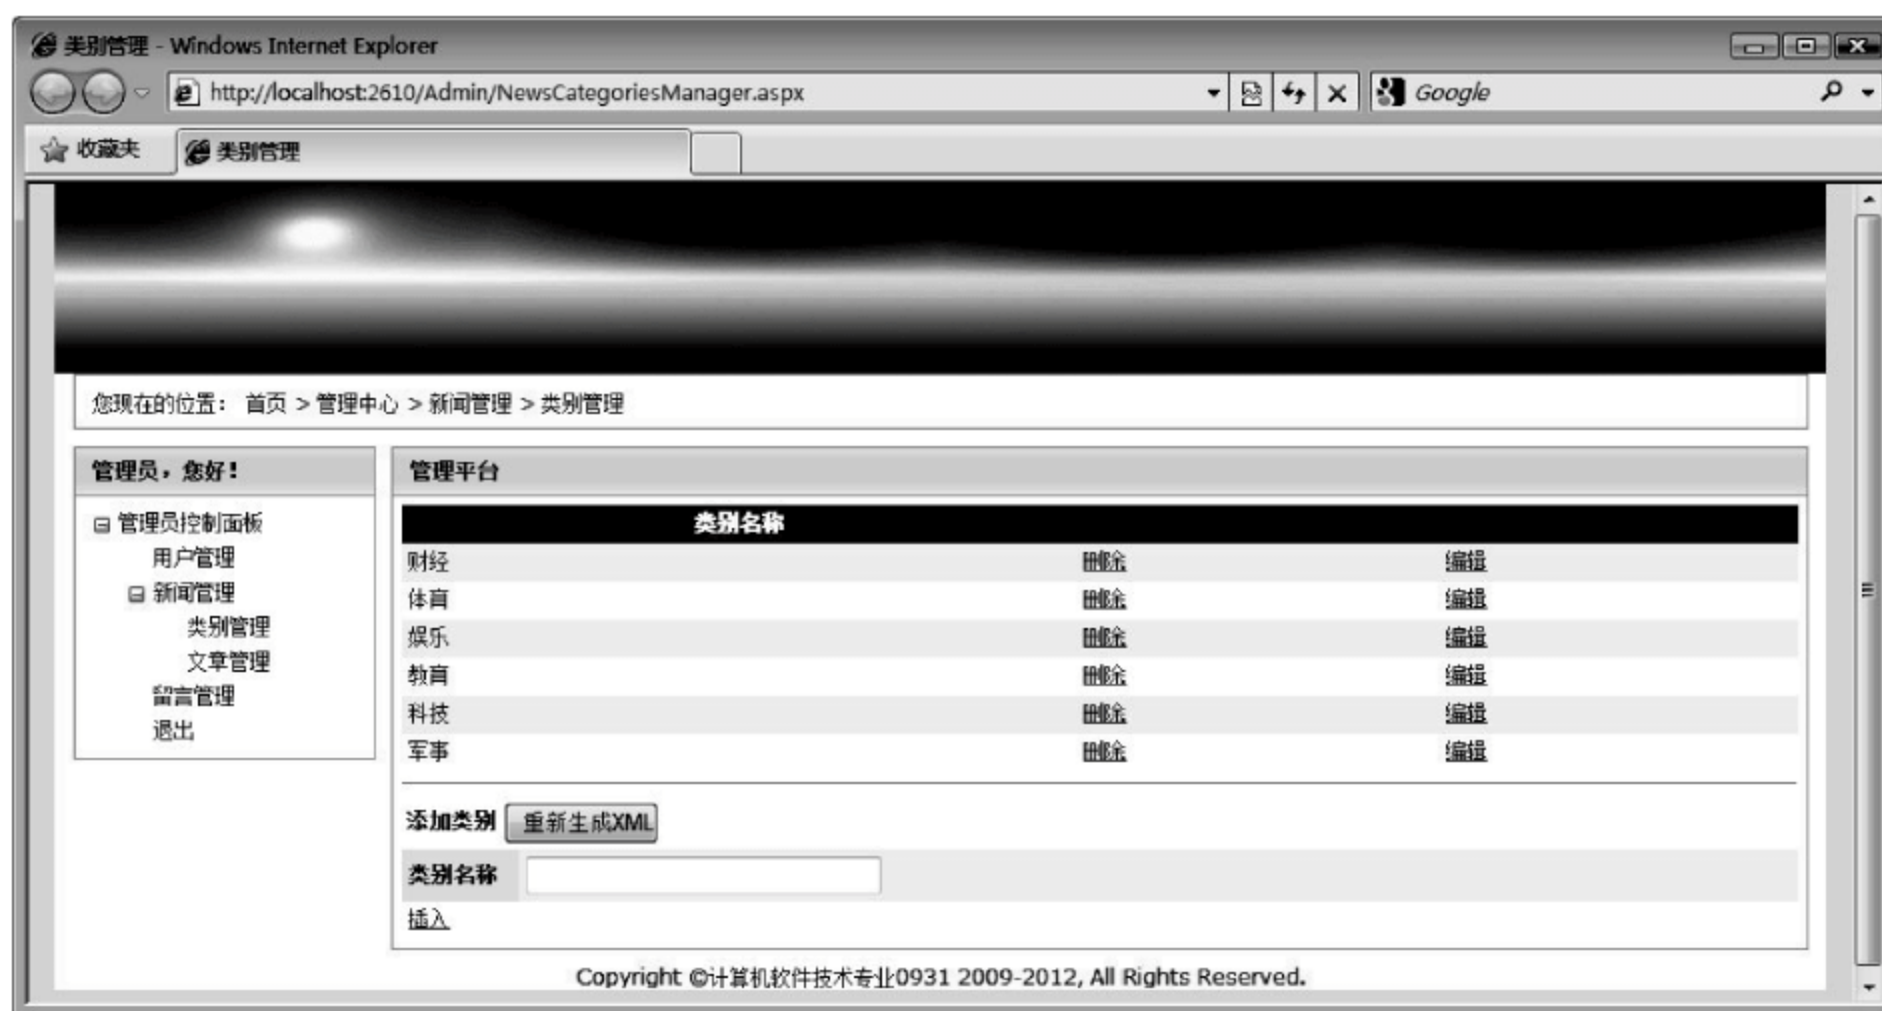 类别管理 - Windows Internet Explorer
http://localhost:2610/Admin/NewsCategoriesManager.aspx
Google
收藏夹
类别管理
您现在的位置： 首页 > 管理中心 > 新闻管理 > 类别管理
管理员，您好！
管理员控制面板
用户管理
新闻管理
类别管理
文章管理
留言管理
退出
管理平台
类别名称
财经 删除 编辑
体育 删除 编辑
娱乐 删除 编辑
教育 删除 编辑
科技 删除 编辑
军事 删除 编辑
添加类别 重新生成XML
类别名称
插入
Copyright ©计算机软件技术专业0931 2009-2012, All Rights Reserved.